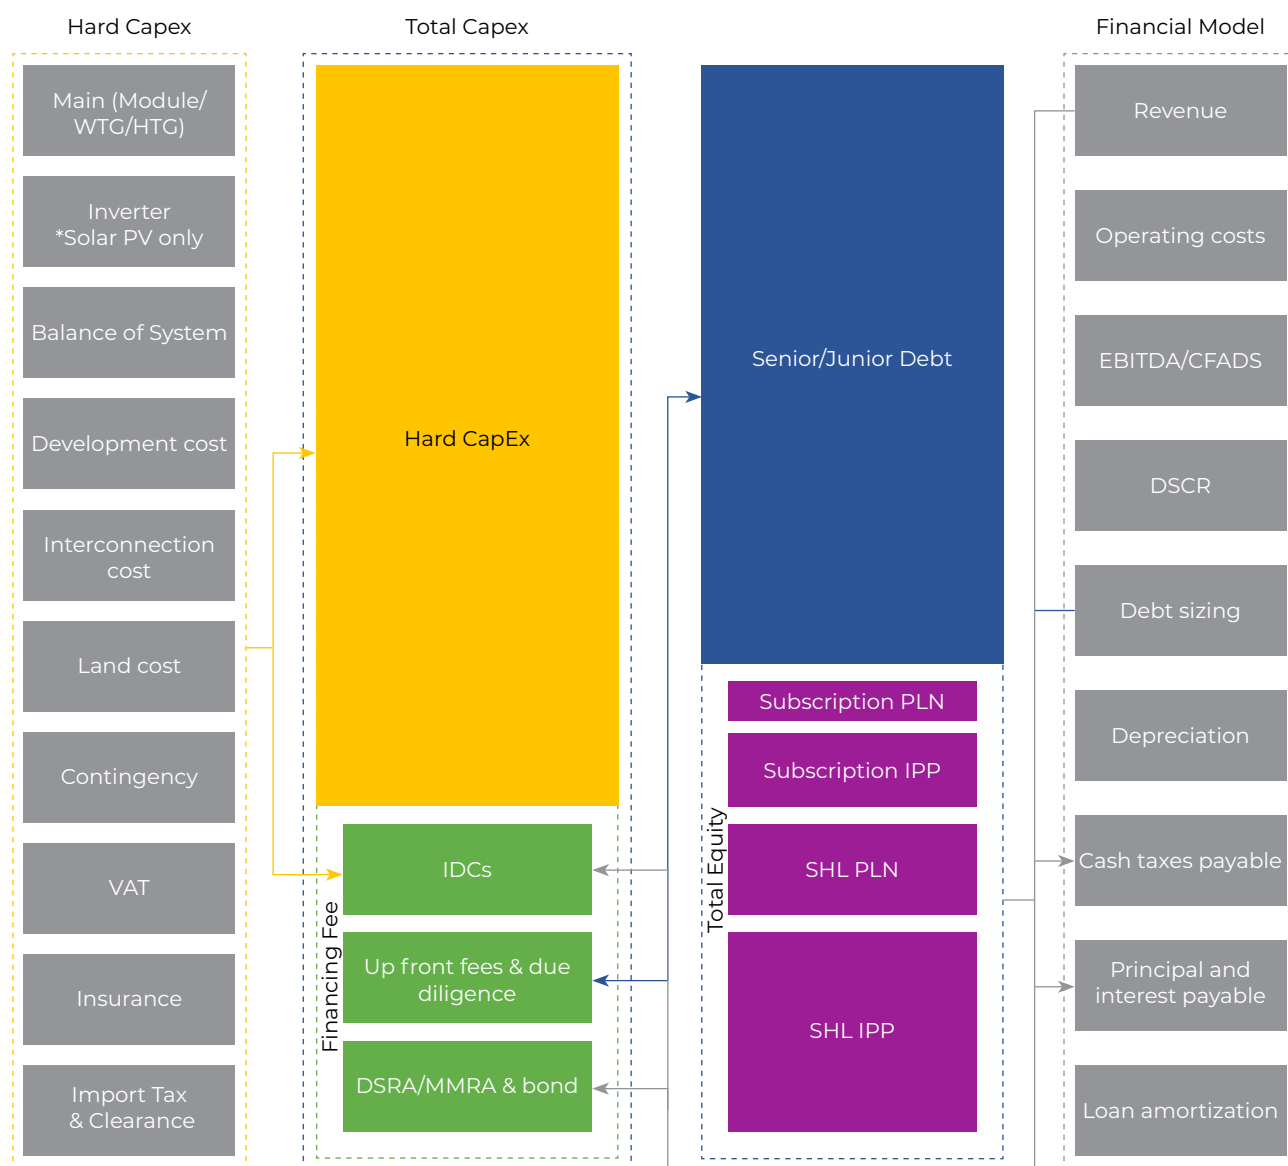 Hard Capex
Main (Module/
WTG/HTG)
Inverter
*Solar PV only
Balance of System
Development cost
Interconnection
cost
Land cost
Contingency
VAT
Insurance
Import Tax
& Clearance
Total Capex
Hard CapEx
Financing Fee
IDCs
Up front fees & due
diligence
DSRA/MMRA & bond
Senior/Junior Debt
Total Equity
Subscription PLN
Subscription IPP
SHL PLN
SHL IPP
Financial Model
Revenue
Operating costs
EBITDA/CFADS
DSCR
Debt sizing
Depreciation
Cash taxes payable
Principal and
interest payable
Loan amortization